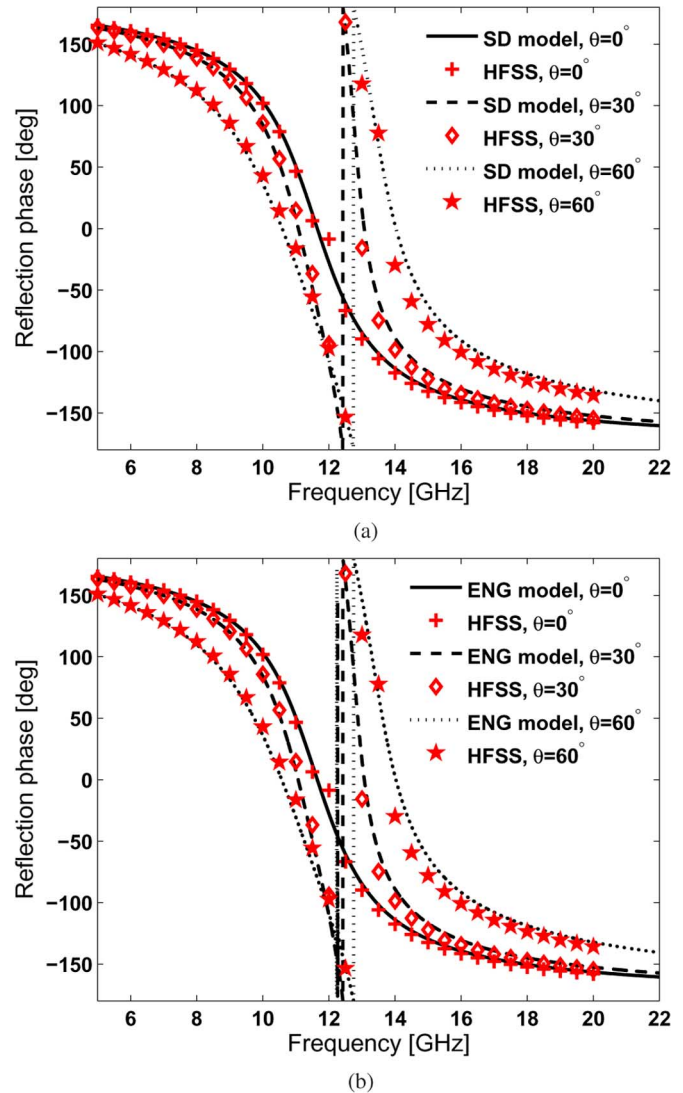 150
100
50
0
−50
−100
−150
Reflection phase [deg]
SD model, θ=0°
HFSS, θ=0°
SD model, θ=30°
HFSS, θ=30°
SD model, θ=60°
HFSS, θ=60°
6 8 10 12 14 16 18 20 22
Frequency [GHz]
(a)
150
100
50
0
−50
−100
−150
Reflection phase [deg]
ENG model, θ=0°
HFSS, θ=0°
ENG model, θ=30°
HFSS, θ=30°
ENG model, θ=60°
HFSS, θ=60°
6 8 10 12 14 16 18 20 22
Frequency [GHz]
(b)